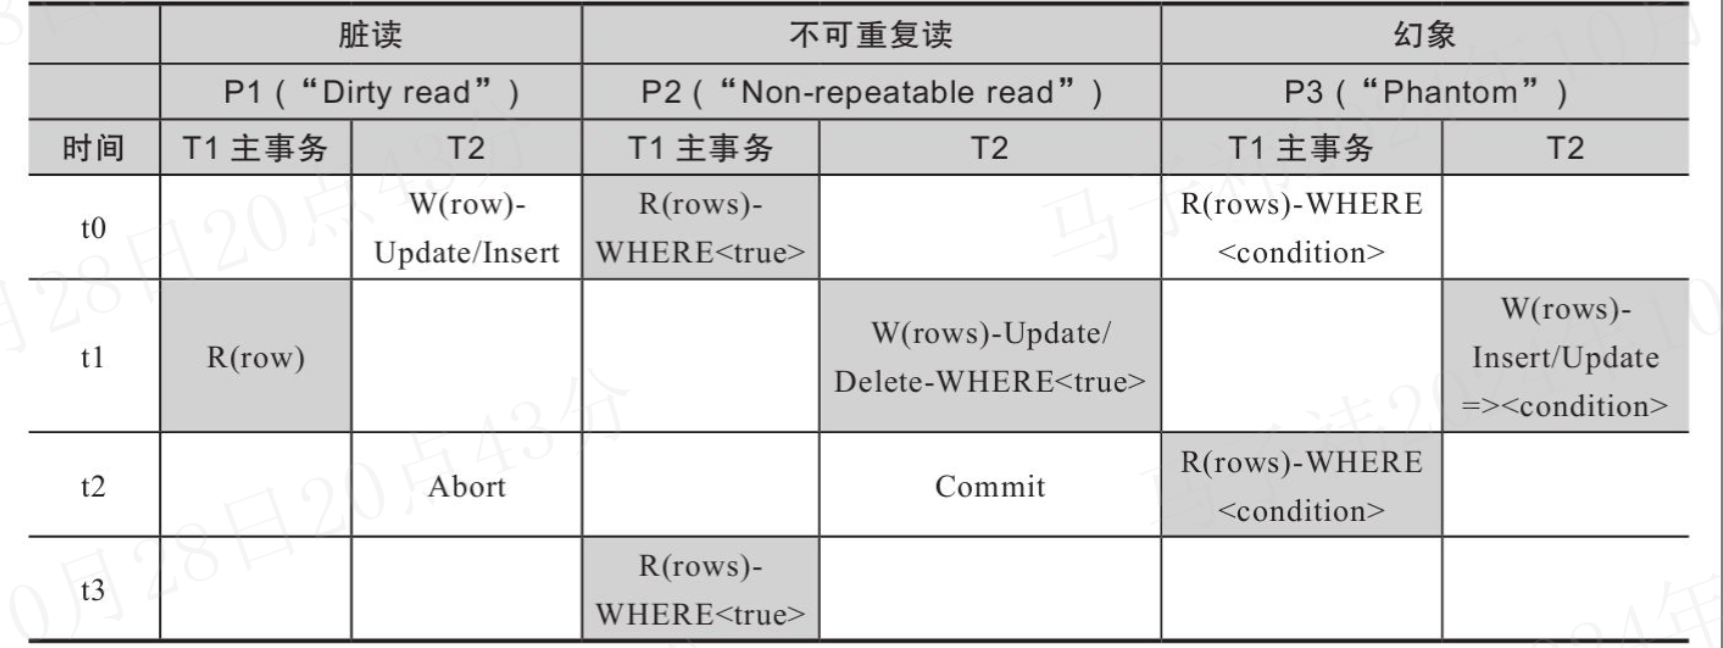 脏读 不可重复读 幻象
P1 (“Dirty read”) P2 (“Non-repeatable read”) P3 (“Phantom”)
时间 T1 主事务 T2 T1 主事务 T2 T1 主事务 T2
t0 W(row)-Update/Insert R(rows)-WHERE<true> R(rows)-WHERE<condition>
t1 R(row) W(rows)-Update/Delete-WHERE<true> W(rows)-Insert/Update=><condition>
t2 Abort Commit R(rows)-WHERE<condition>
t3 R(rows)-WHERE<true>